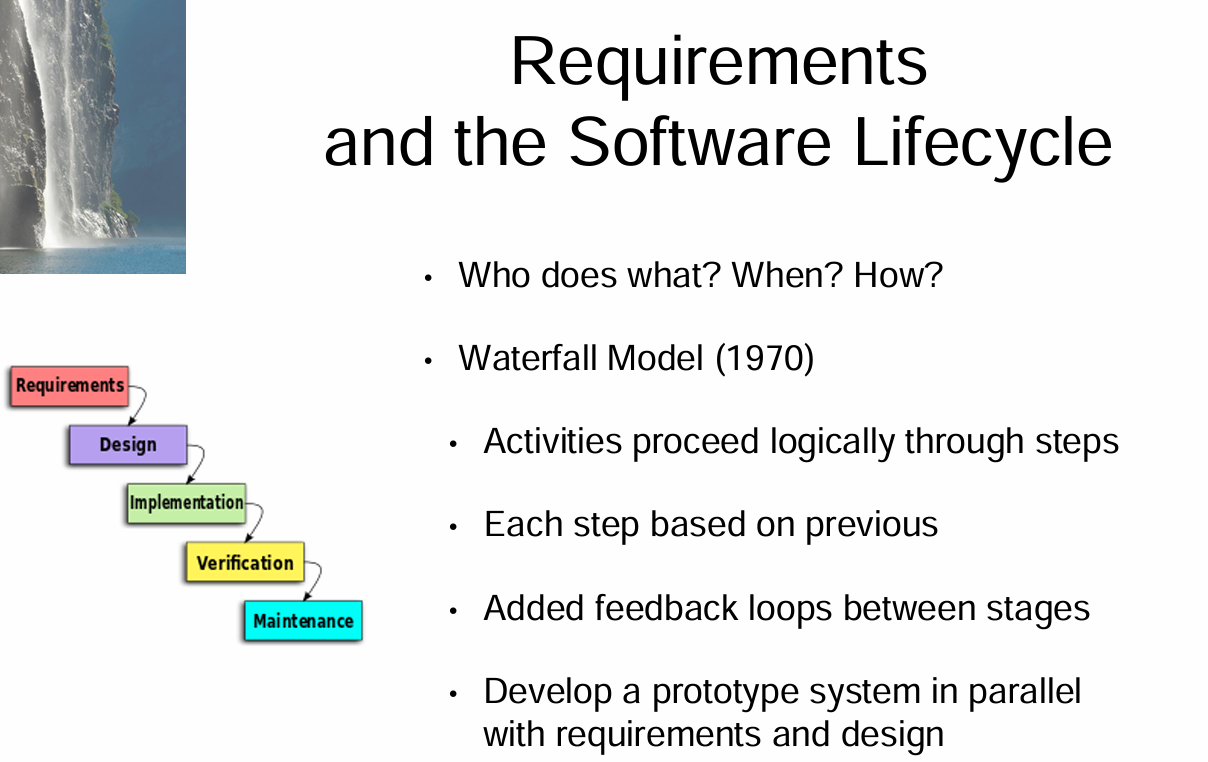 Requirements
and the Software Lifecycle
• Who does what? When? How?
• Waterfall Model (1970)
• Activities proceed logically through steps
• Each step based on previous
• Added feedback loops between stages
• Develop a prototype system in parallel
with requirements and design
Requirements
Design
Implementation
Verification
Maintenance